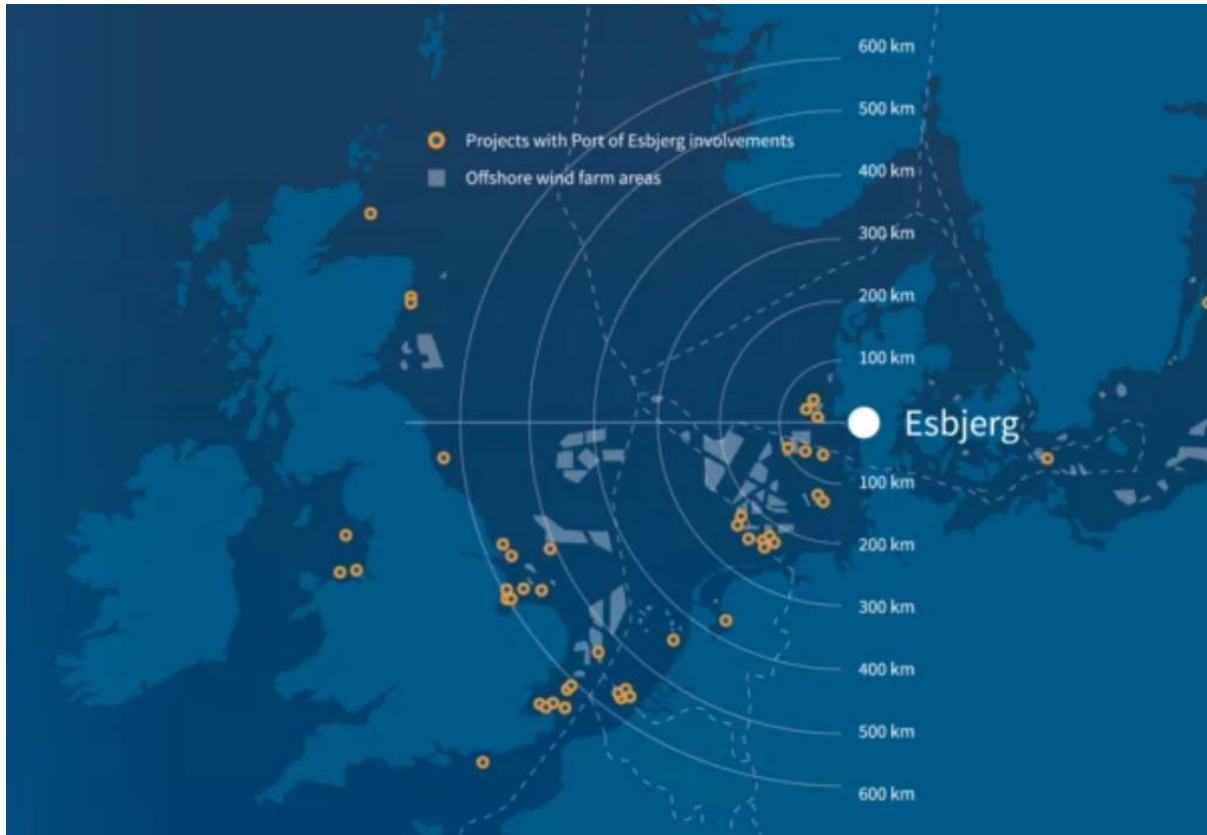 600 km
500 km
Projects with Port of Esbjerg involvements
400 km
Offshore wind farm areas
300 km
200 km
100 km
Esbjerg
100 km
200 km
300 km
400 km
500 km
600 km